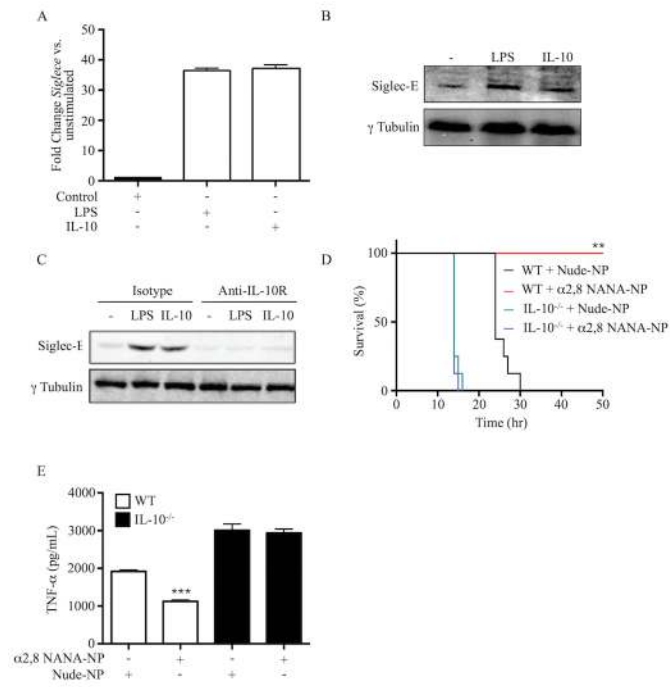 A
Fold Change Siglece vs.
unstimulated
50
40
30
20
10
0
Control + - -
LPS - + -
IL-10 - - +
B
- LPS IL-10
Siglec-E
γ Tubulin
C
Isotype Anti-IL-10R
- LPS IL-10 - LPS IL-10
Siglec-E
γ Tubulin
D
Survival (%)
100
50
0
0 10 20 30 40 50
Time (hr)
**
WT + Nude-NP
WT + α2,8 NANA-NP
IL-10-/- + Nude-NP
IL-10-/- + α2,8 NANA-NP
E
TNF-α (pg/mL)
4000
3000
2000
1000
0
WT
IL-10-/-
***
α2,8 NANA-NP - + - +
Nude-NP + - + -